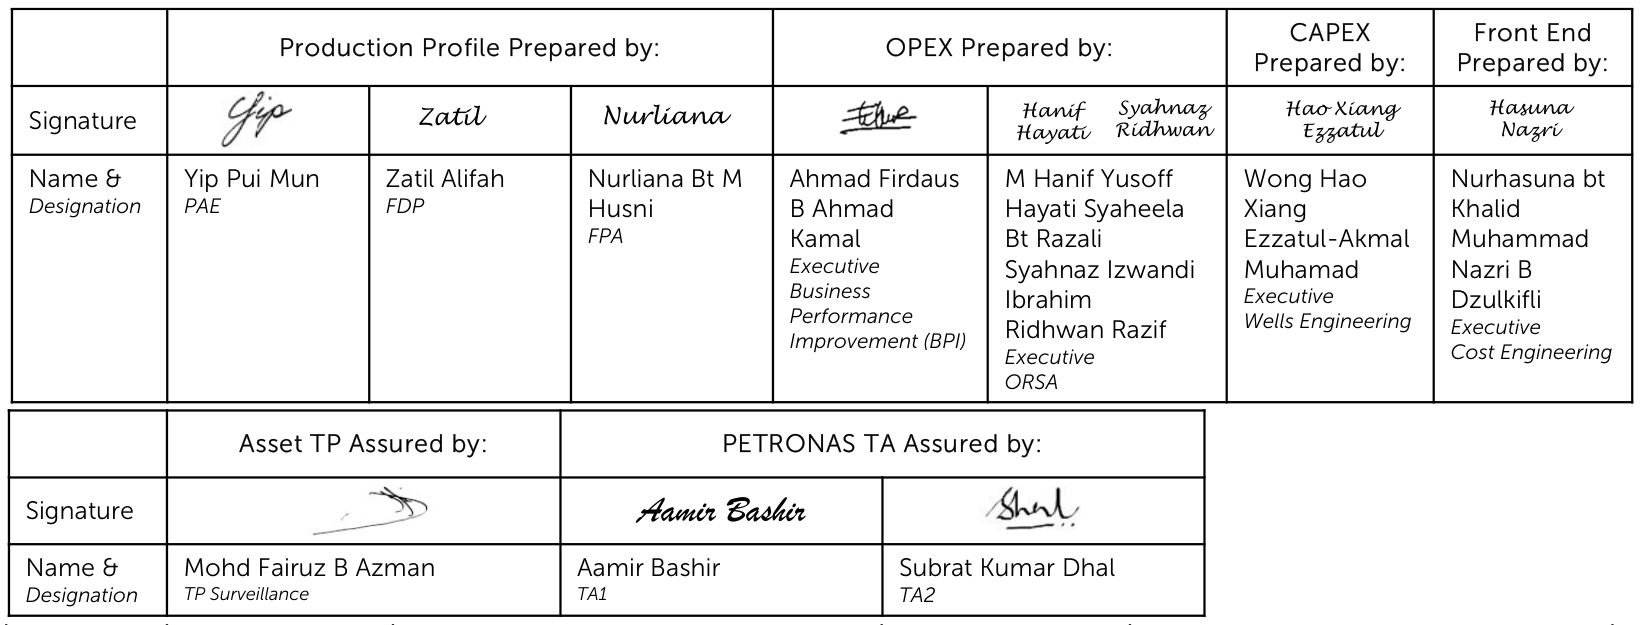 Production Profile Prepared by:
OPEX Prepared by:
CAPEX
Prepared by:
Front End
Prepared by:
Signature
Yip
Zatil
Nurliana
Hanif
Hayati
Syahnaz
Ridhwan
Hao Xiang
Ezzatul
Hasuna
Nazri
Name &
Designation
Yip Pui Mun
PAE
Zatil Alifah
FDP
Nurliana Bt M
Husni
FPA
Ahmad Firdaus
B Ahmad
Kamal
Executive
Business
Performance
Improvement (BPI)
M Hanif Yusoff
Hayati Syaheela
Bt Razali
Syahnaz Izwandi
Ibrahim
Ridhwan Razif
Executive
ORSA
Wong Hao
Xiang
Ezzatul-Akmal
Muhamad
Executive
Wells Engineering
Nurhasuna bt
Khalid
Muhammad
Nazri B
Dzulkifli
Executive
Cost Engineering
Asset TP Assured by:
PETRONAS TA Assured by:
Signature
Aamir Bashir
Name &
Designation
Mohd Fairuz B Azman
TP Surveillance
Aamir Bashir
TA1
Subrat Kumar Dhal
TA2